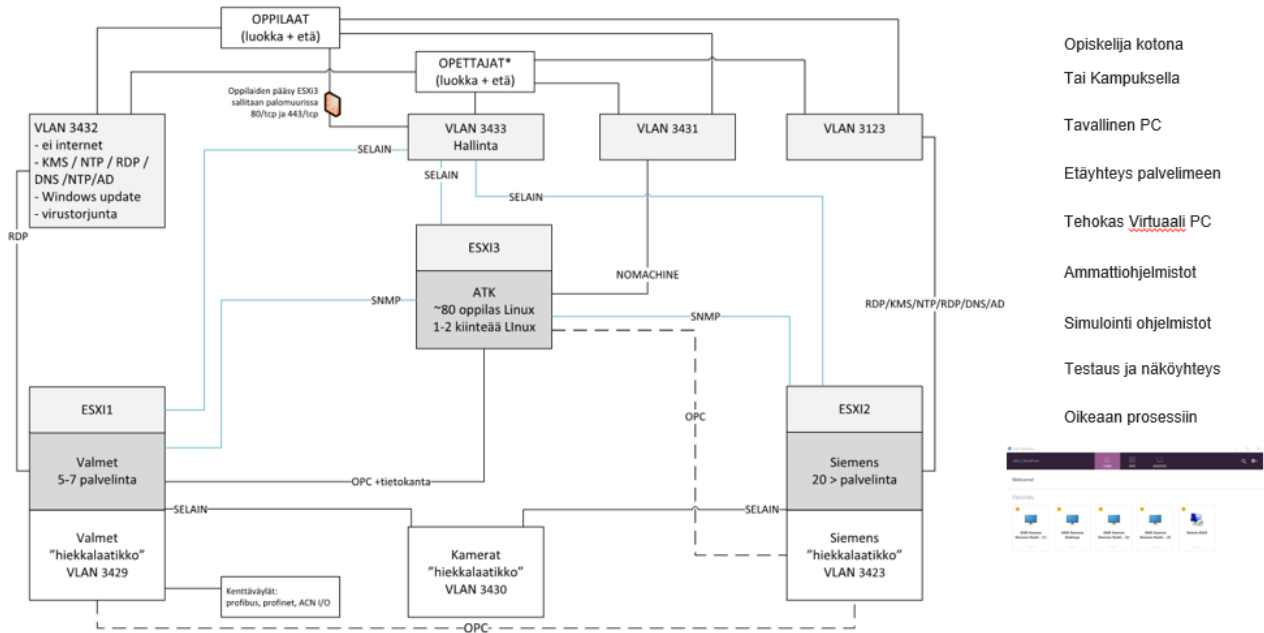 OPPILAAT
(luokka + etä)
OPETTAJAT*
(luokka + etä)
Oppilaiden pääsy ESXi3
sallitaan palomuurissa
80/tcp ja 443/tcp
VLAN 3432
- ei internet
- KMS / NTP / RDP /
DNS /NTP/AD
- Windows update
- virustorjunta
VLAN 3433
Hallinta
VLAN 3431
VLAN 3123
SELAIN
SELAIN
SELAIN
RDP
ESXI3
ATK
~80 oppilas Linux
1-2 kiinteää LInux
NOMACHINE
RDP/KMS/NTP/RDP/DNS/AD
SNMP
SNMP
OPC
ESXI1
Valmet
5-7 palvelinta
Valmet
"hiekkalaatikko"
VLAN 3429
OPC +tietokanta
SELAIN
SELAIN
Kamerat
"hiekkalaatikko"
VLAN 3430
ESXI2
Siemens
20 > palvelinta
Siemens
"hiekkalaatikko"
VLAN 3423
Kenttäväylät:
profibus, profinet, ACN I/O
OPC
Opiskelija kotona
Tai Kampuksella
Tavallinen PC
Etäyhteys palvelimeen
Tehokas Virtuaali PC
Ammattiohjelmistot
Simulointi ohjelmistot
Testaus ja näköyhteys
Oikeaan prosessiin
Welcome!
Favorites